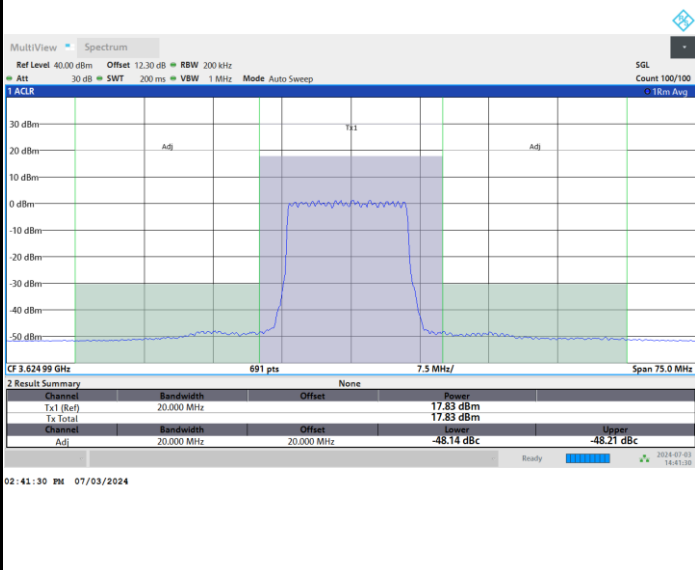 MultiView Spectrum
Ref Level 40.00 dBm Offset 12.30 dB RBW 200 kHz SGL
Att 30 dB SWT 200 ms VBW 1 MHz Mode Auto Sweep Count 100/100
1 ACLR 1Rm Avg
30 dBm
Tx1
Adj Adj
20 dBm
10 dBm
0 dBm
-10 dBm
-20 dBm
-30 dBm
-40 dBm
-50 dBm
CF 3.624 99 GHz 691 pts 7.5 MHz/ Span 75.0 MHz
2 Result Summary None
Channel Bandwidth Offset Power
Tx1 (Ref) 20.000 MHz 17.83 dBm
Tx Total 17.83 dBm
Channel Bandwidth Offset Lower Upper
Adj 20.000 MHz 20.000 MHz -48.14 dBc -48.21 dBc
Ready 2024-07-03
14:41:30
02:41:30 PM 07/03/2024